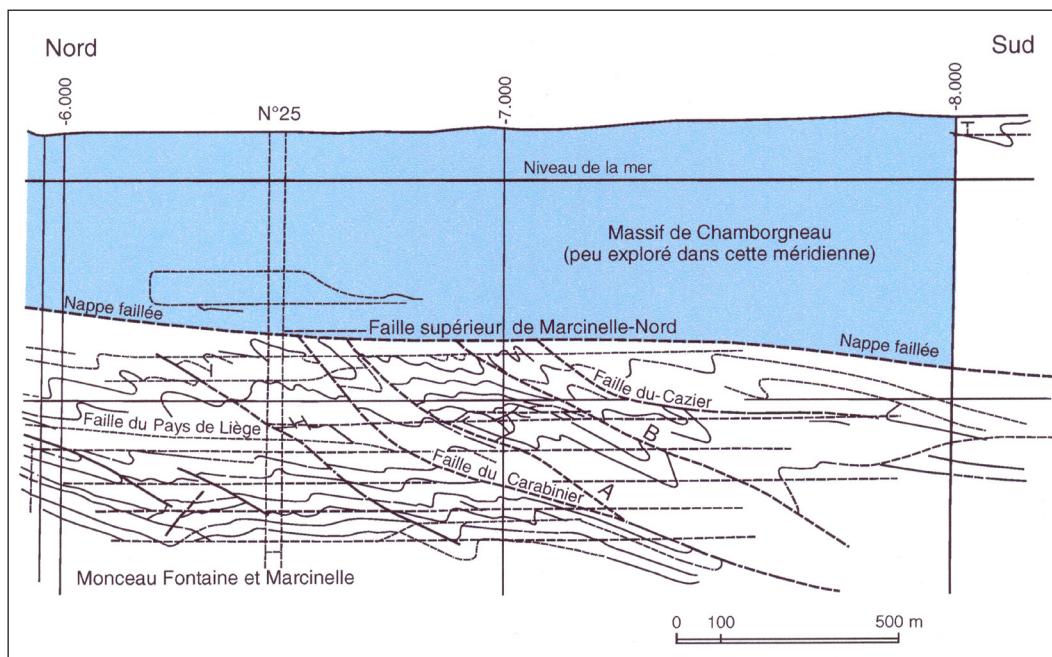 Nord
Sud
-6.000
N°25
-7.000
-8.000
T
Niveau de la mer
Massif de Chamborgneau
(peu exploré dans cette méridienne)
Nappe faillée
Faille supérieur de Marcinelle-Nord
Nappe faillée
Faille du-Cazier
Faille du Pays de Liège
B
Faille du Carabinier
A
Monceau Fontaine et Marcinelle
0 100 500 m